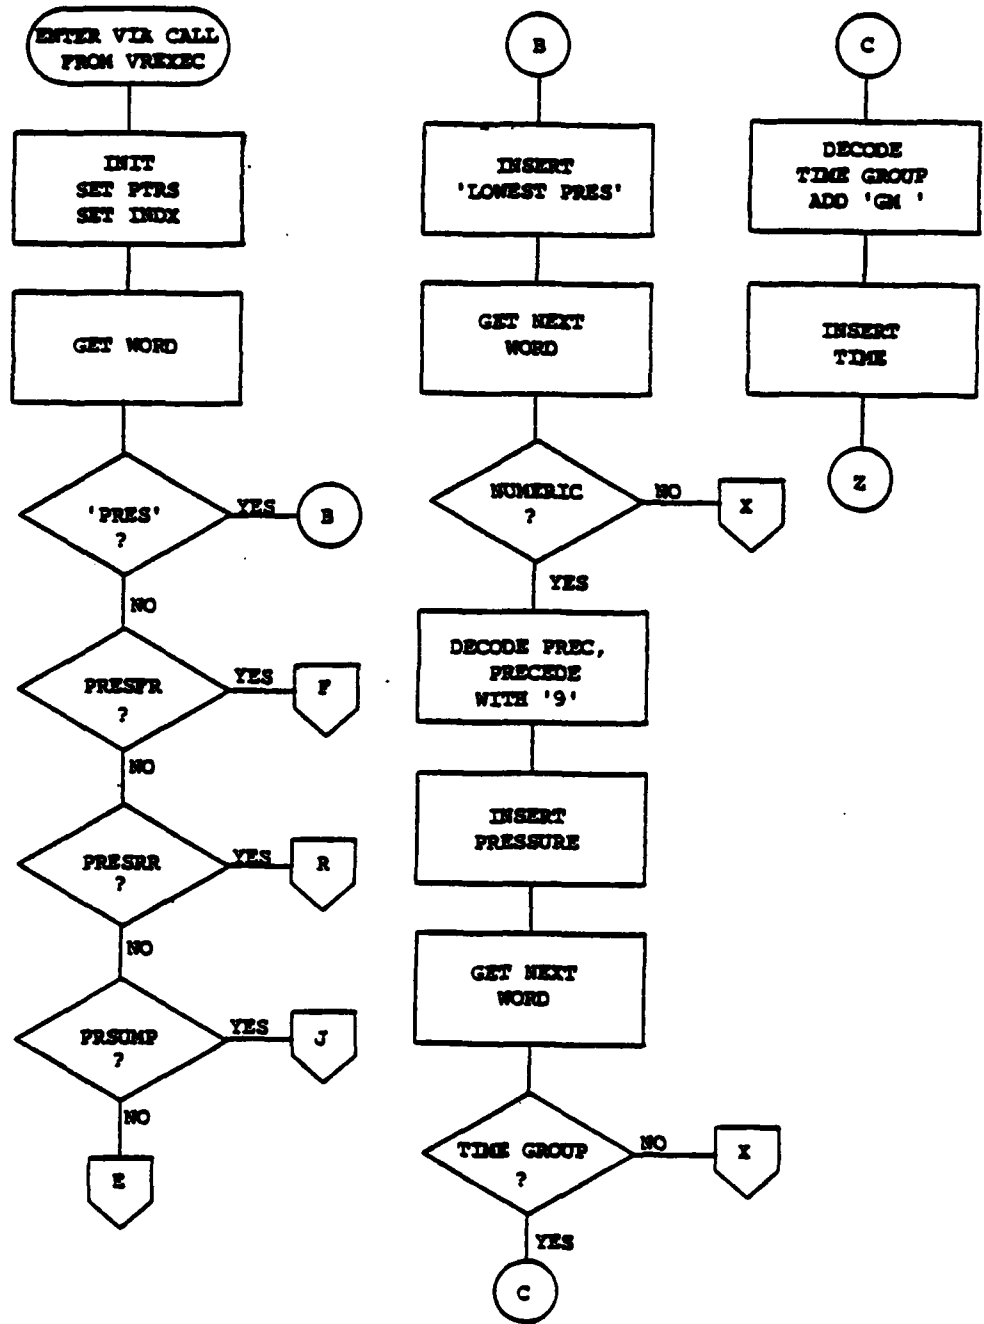 ENTER VIA CALL
FROM VREXEC
INIT
SET PTRS
SET INDX
GET WORD
'PRES'
?
YES
B
NO
PRESFR
?
YES
F
NO
PRESRR
?
YES
R
NO
PRSUMP
?
YES
J
NO
E
B
INSERT
'LOWEST PRES'
GET NEXT
WORD
NUMERIC
?
NO
X
YES
DECODE PREC,
PRECEDE
WITH '9'
INSERT
PRESSURE
GET NEXT
WORD
TIME GROUP
?
NO
X
YES
C
C
DECODE
TIME GROUP
ADD 'GM '
INSERT
TIME
Z